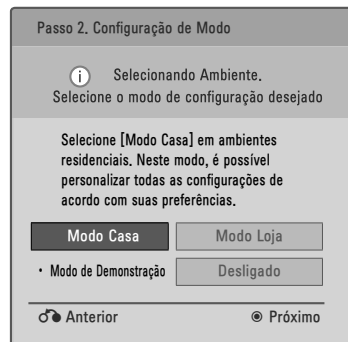 Passo 2. Configuração de Modo
Selecionando Ambiente.
Selecione o modo de configuração desejado
Selecione [Modo Casa] em ambientes
residenciais. Neste modo, é possível
personalizar todas as configurações de
acordo com suas preferências.
Modo Casa Modo Loja
• Modo de Demonstração Desligado
Anterior Próximo